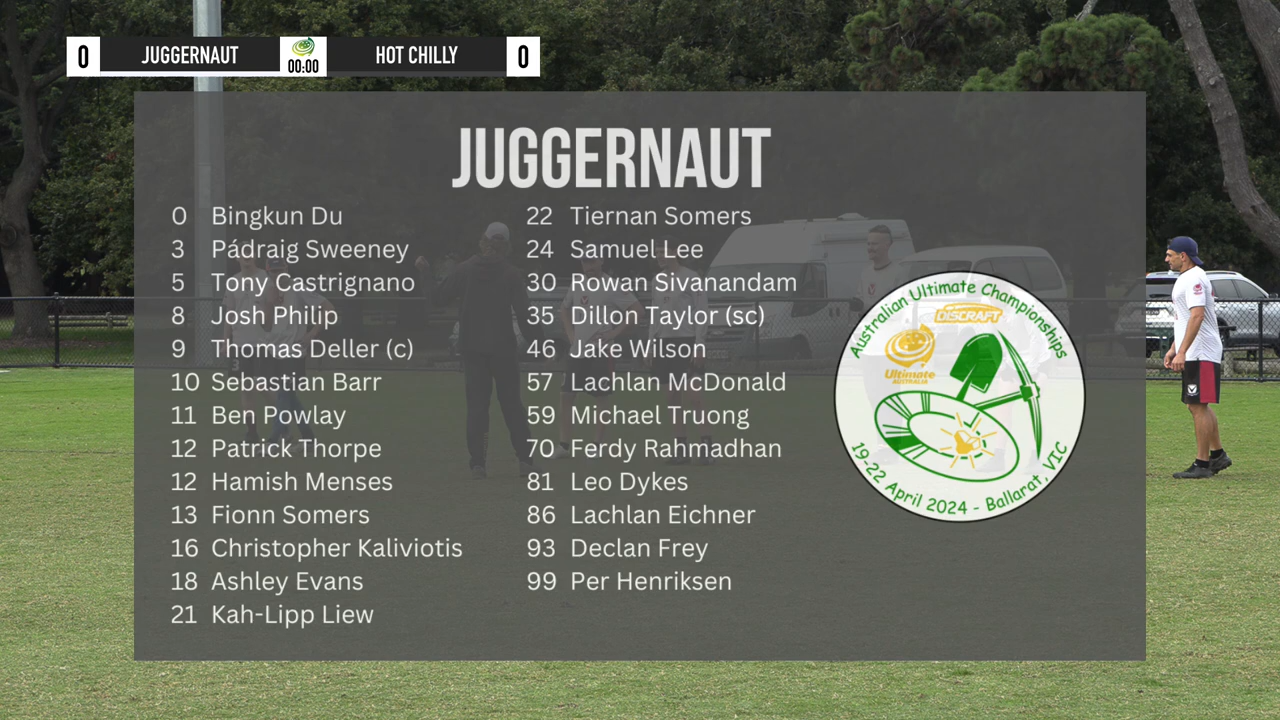 0 JUGGERNAUT 00:00 HOT CHILLY 0
JUGGERNAUT
0 Bingkun Du
3 Pádraig Sweeney
5 Tony Castrignano
8 Josh Philip
9 Thomas Deller (c)
10 Sebastian Barr
11 Ben Powlay
12 Patrick Thorpe
12 Hamish Menses
13 Fionn Somers
16 Christopher Kaliviotis
18 Ashley Evans
21 Kah-Lipp Liew
22 Tiernan Somers
24 Samuel Lee
30 Rowan Sivanandam
35 Dillon Taylor (sc)
46 Jake Wilson
57 Lachlan McDonald
59 Michael Truong
70 Ferdy Rahmadhan
81 Leo Dykes
86 Lachlan Eichner
93 Declan Frey
99 Per Henriksen
Australian Ultimate Championships
DISCRAFT
Ultimate
AUSTRALIA
19-22 April 2024 - Ballarat, VIC